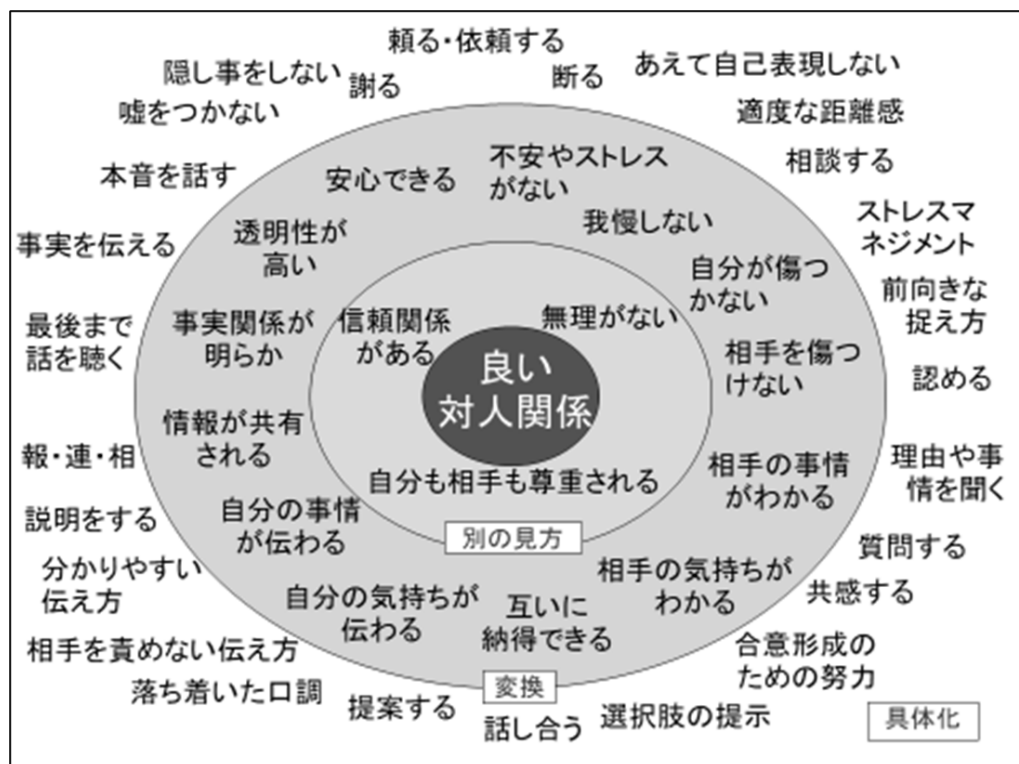 頼る・依頼する
隠し事をしない
謝る
断る
あえて自己表現しない
嘘をつかない
適度な距離感
本音を話す
安心できる
不安やストレス
がない
相談する
事実を伝える
透明性が
高い
我慢しない
ストレスマ
ネジメント
自分が傷つ
かない
前向きな
捉え方
最後まで
話を聴く
事実関係が
明らか
信頼関係
がある
無理がない
良い
対人関係
相手を傷つ
けない
認める
報・連・相
情報が共有
される
自分も相手も尊重される
相手の事情
がわかる
理由や事
情を聞く
説明をする
自分の事情
が伝わる
別の見方
質問する
分かりやすい
伝え方
自分の気持ちが
伝わる
互いに
納得できる
相手の気持ちが
わかる
共感する
相手を責めない伝え方
合意形成の
ための努力
落ち着いた口調
提案する
変換
話し合う
選択肢の提示
具体化